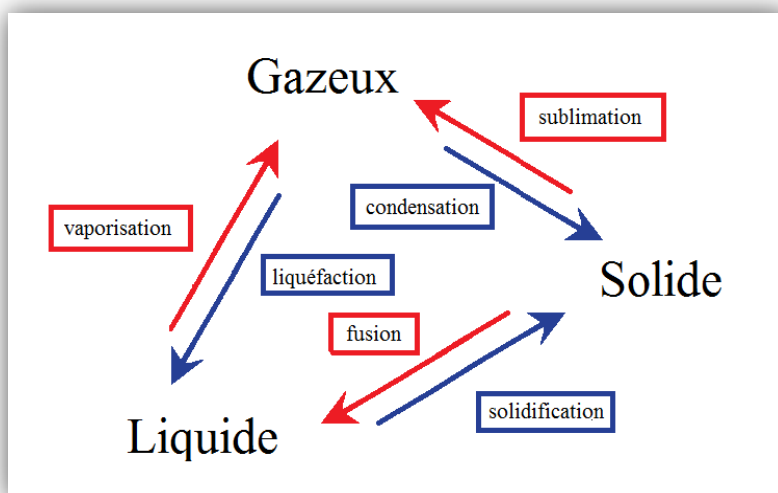 Gazeux
sublimation
condensation
vaporisation
liquéfaction
Solide
fusion
solidification
Liquide